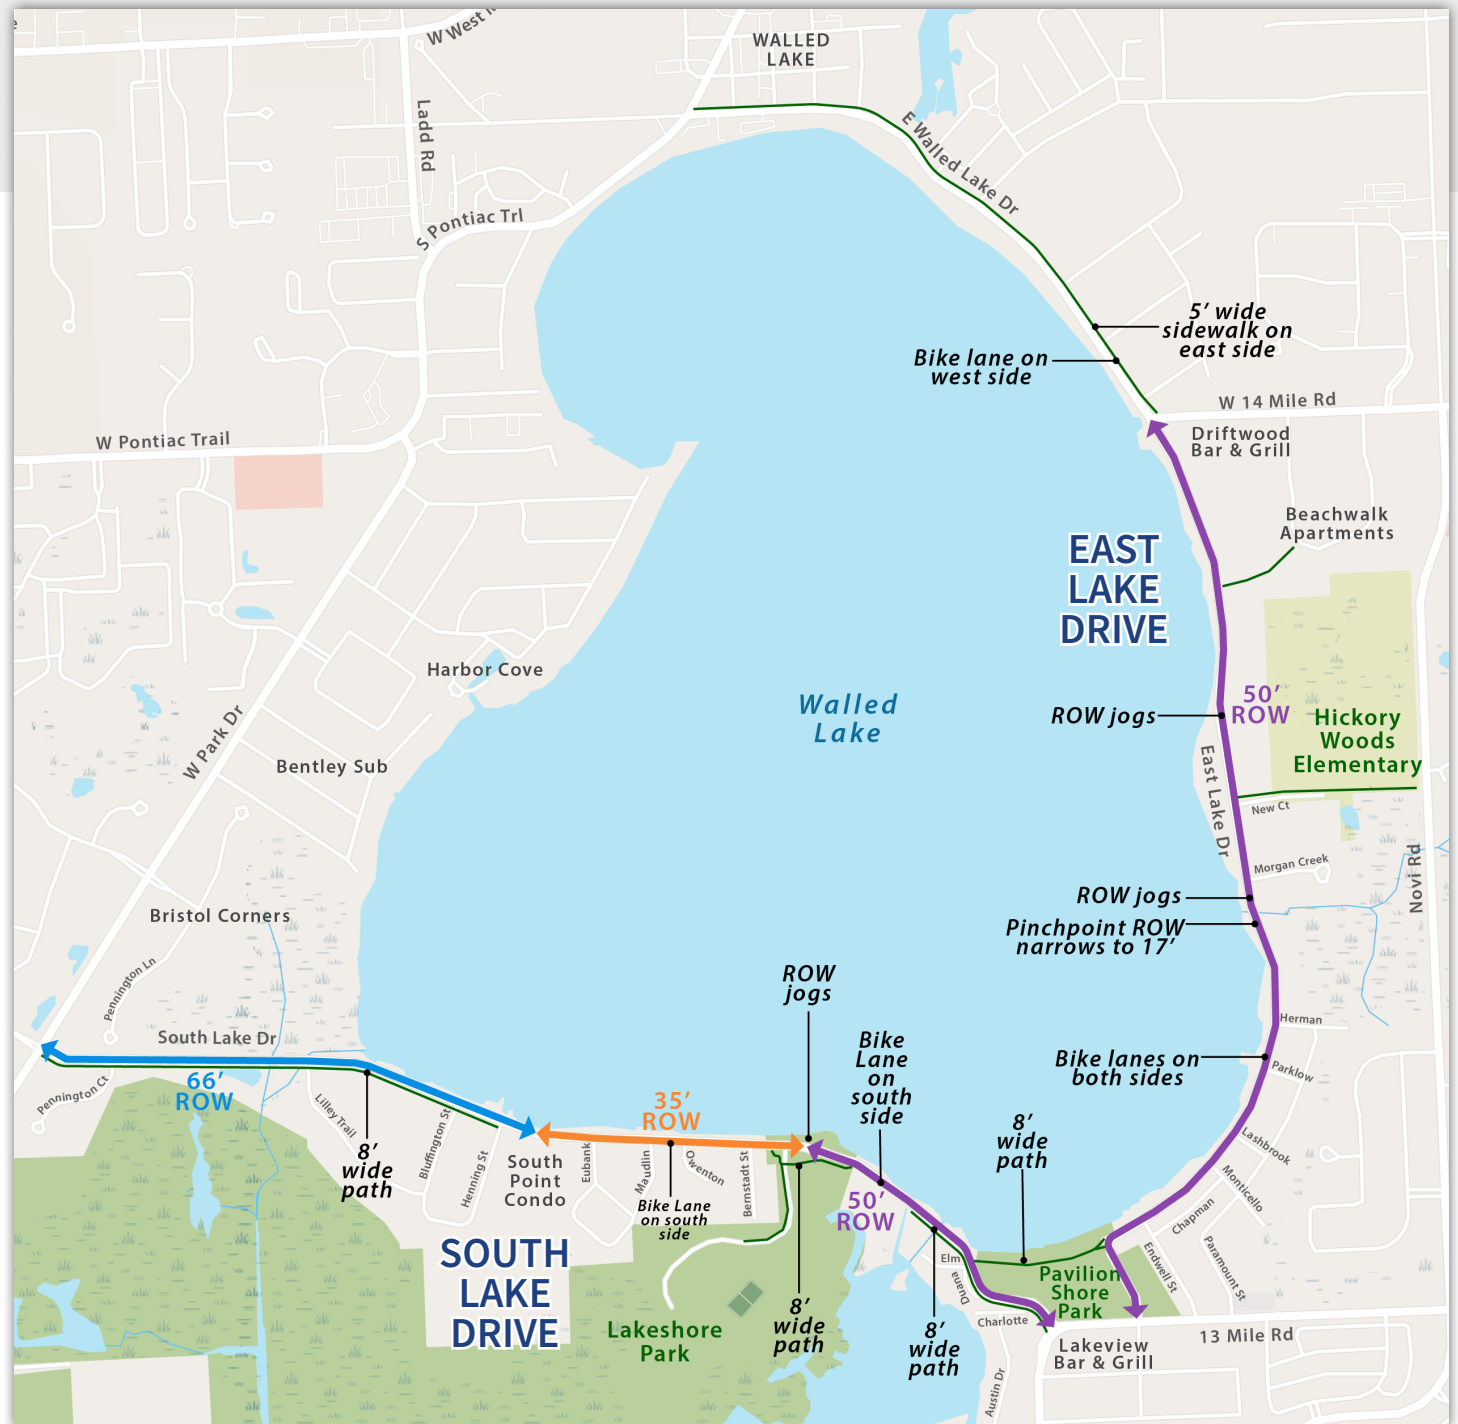 e
W West
WALLED
LAKE
Ladd Rd
E Walled Lake Dr
S Pontiac Trl
5’ wide
sidewalk on
east side
Bike lane on
west side
W 14 Mile Rd
Driftwood
Bar & Grill
W Pontiac Trail
Beachwalk
Apartments
EAST
LAKE
DRIVE
Harbor Cove
Walled
Lake
50’
ROW
ROW jogs
Hickory
Woods
Elementary
W Park Dr
Bentley Sub
East Lake Dr
New Ct
Morgan Creek
Novi Rd
ROW jogs
Pinchpoint ROW
narrows to 17’
Bristol Corners
Pennington Ln
ROW
jogs
Herman
South Lake Dr
Bike
Lane
on
south
side
Bike lanes on
both sides
Parklow
66’
ROW
Pennington Ct
Lilley Trail
35’
ROW
8’
wide
path
Bluffington St
Henning St
8’
wide
path
South
Point
Condo
Eubank
Maudlin
Owenton
Bernstadt St
Bike Lane
on south
side
50’
ROW
Lashbrook
Monticello
Chapman
Endwell St
Paramount St
SOUTH
LAKE
DRIVE
Elm
Duana
Pavilion
Shore
Park
Charlotte
Lakeshore
Park
8’
wide
path
8’
wide
path
13 Mile Rd
Lakeview
Bar & Grill
Austin Dr